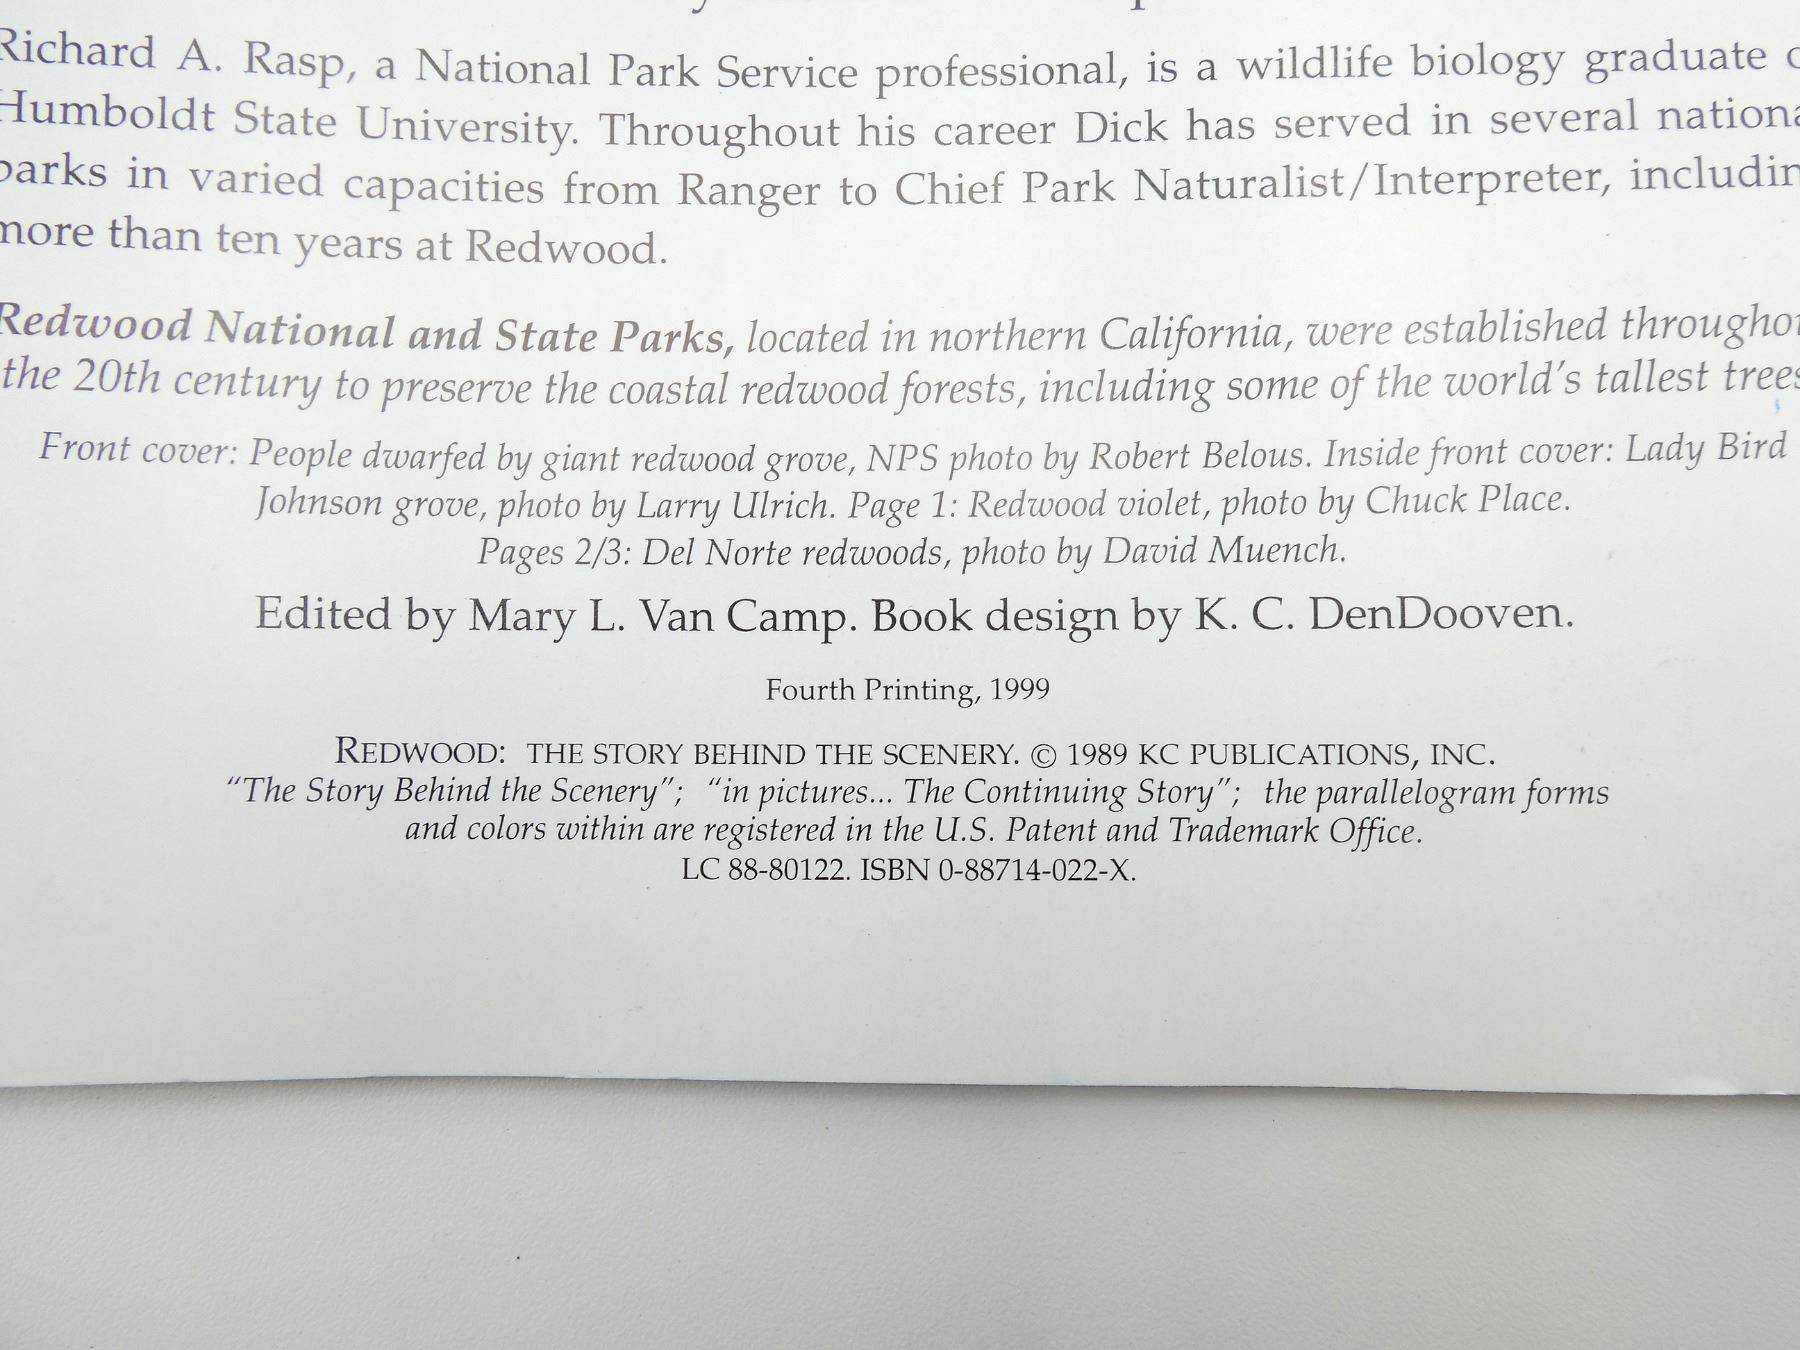 Richard A. Rasp, a National Park Service professional, is a wildlife biology graduate
Humboldt State University. Throughout his career Dick has served in several nationa
parks in varied capacities from Ranger to Chief Park Naturalist/Interpreter, includin
more than ten years at Redwood.
Redwood National and State Parks, located in northern California, were established throughou
the 20th century to preserve the coastal redwood forests, including some of the world's tallest trees
Front cover: People dwarfed by giant redwood grove, NPS photo by Robert Belous. Inside front cover: Lady Bird
Johnson grove, photo by Larry Ulrich. Page 1: Redwood violet, photo by Chuck Place.
Pages 2/3: Del Norte redwoods, photo by David Muench.
Edited by Mary L. Van Camp. Book design by K. C. DenDooven.
Fourth Printing, 1999
REDWOOD: THE STORY BEHIND THE SCENERY. © 1989 KC PUBLICATIONS, INC.
"The Story Behind the Scenery"; "in pictures... The Continuing Story"; the parallelogram forms
and colors within are registered in the U.S. Patent and Trademark Office.
LC 88-80122. ISBN 0-88714-022-X.